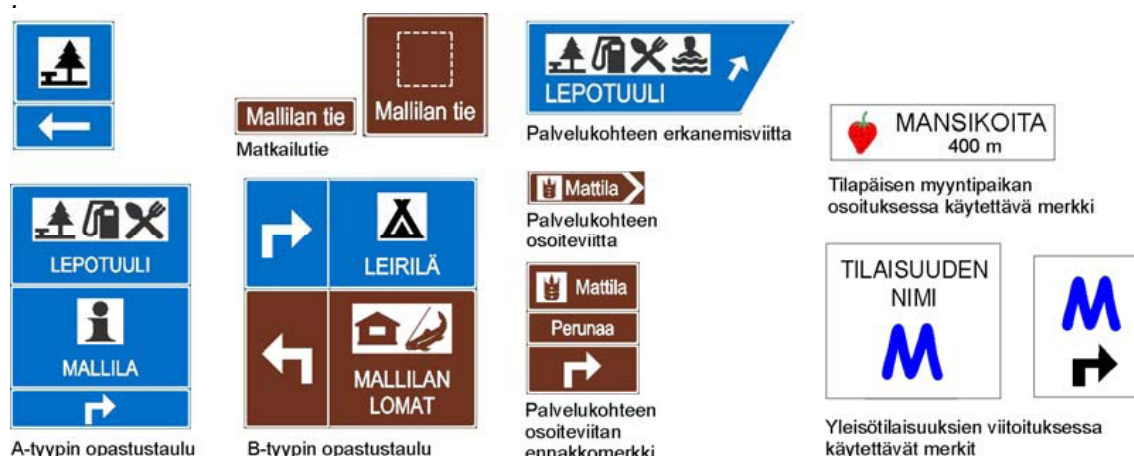 Mallilan tie
Mallilan tie
Matkailutie
LEPOTUULI
Palvelukohteen erkanemisviitta
MANSIKOITA
400 m
Tilapäisen myyntipaikan
osoituksessa käytettävä merkki
LEPOTUULI
MALLILA
A-tyypin opastustaulu
LEIRILÄ
MALLILAN
LOMAT
B-tyypin opastustaulu
Mattila
Palvelukohteen
osoiteviitta
Mattila
Perunaa
Palvelukohteen
osoiteviitan
ennakkomerkki
TILAISUUDEN
NIMI
M
M
Yleisötilaisuuksien viitoituksessa
käytettävät merkit